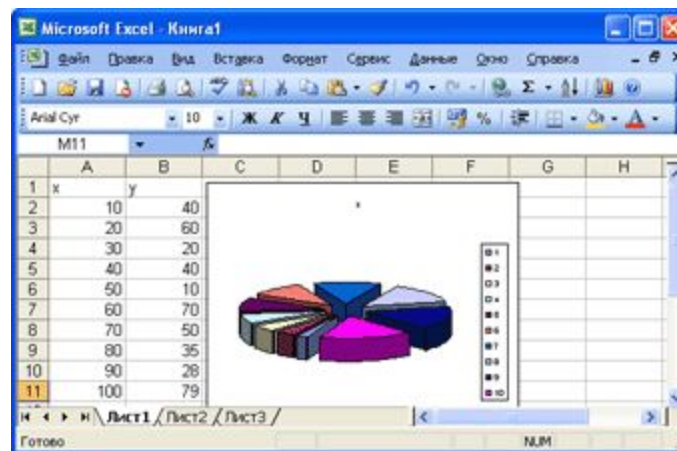 Microsoft Excel - Книга1
Файл Правка Вид Вставка Формат Сервис Данные Окно Справка
Arial Cyr 10 Ж К Ч %
M11 fx
A B C D E F G H
1 x y
2 10 40
3 20 60
4 30 20
5 40 40
6 50 10
7 60 70
8 70 50
9 80 35
10 90 28
11 100 79
x
1
2
3
4
5
6
7
8
9
10
Лист1 Лист2 Лист3
Готово NUM